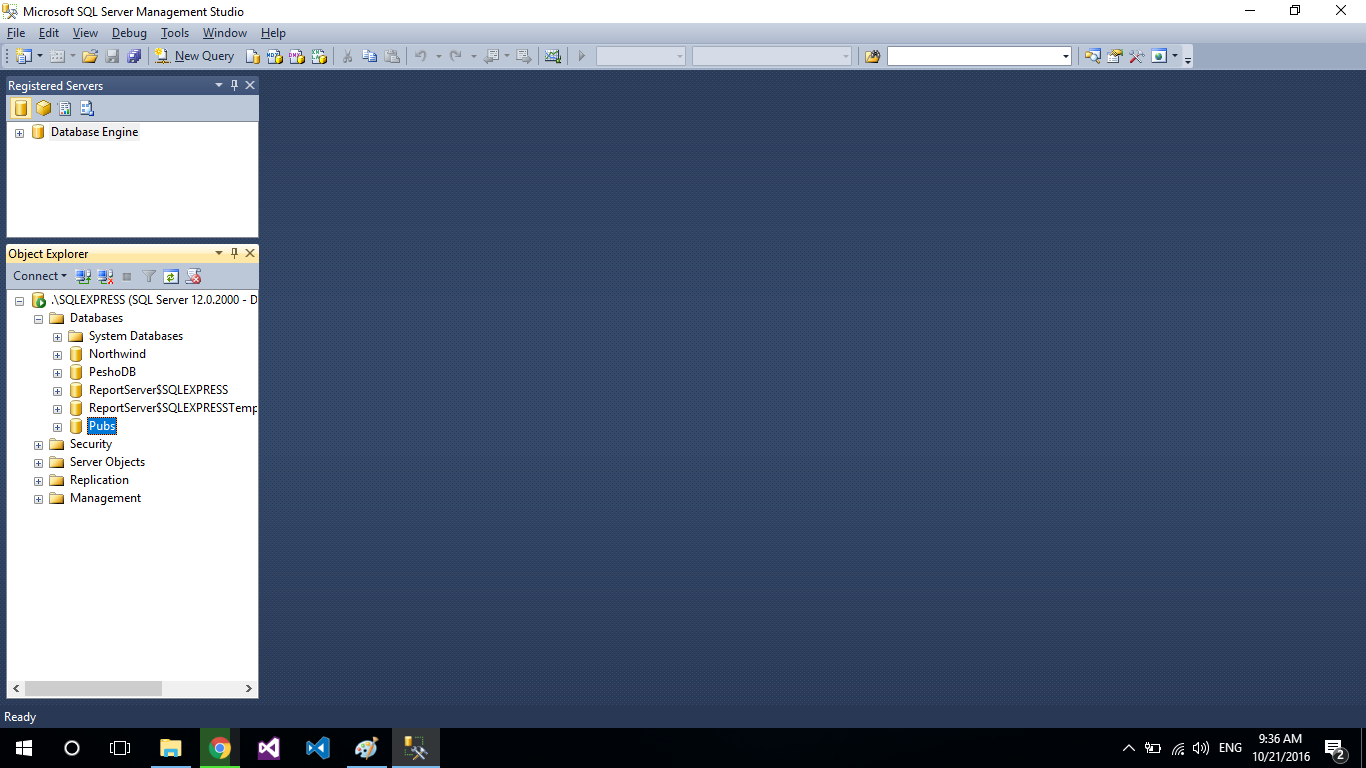 Microsoft SQL Server Management Studio
File Edit View Debug Tools Window Help
New Query
Registered Servers
Database Engine
Object Explorer
Connect
.\SQLEXPRESS (SQL Server 12.0.2000 - D
Databases
System Databases
Northwind
PeshoDB
ReportServer$SQLEXPRESS
ReportServer$SQLEXPRESSTemp
Pubs
Security
Server Objects
Replication
Management
Ready
ENG
9:36 AM
10/21/2016
2